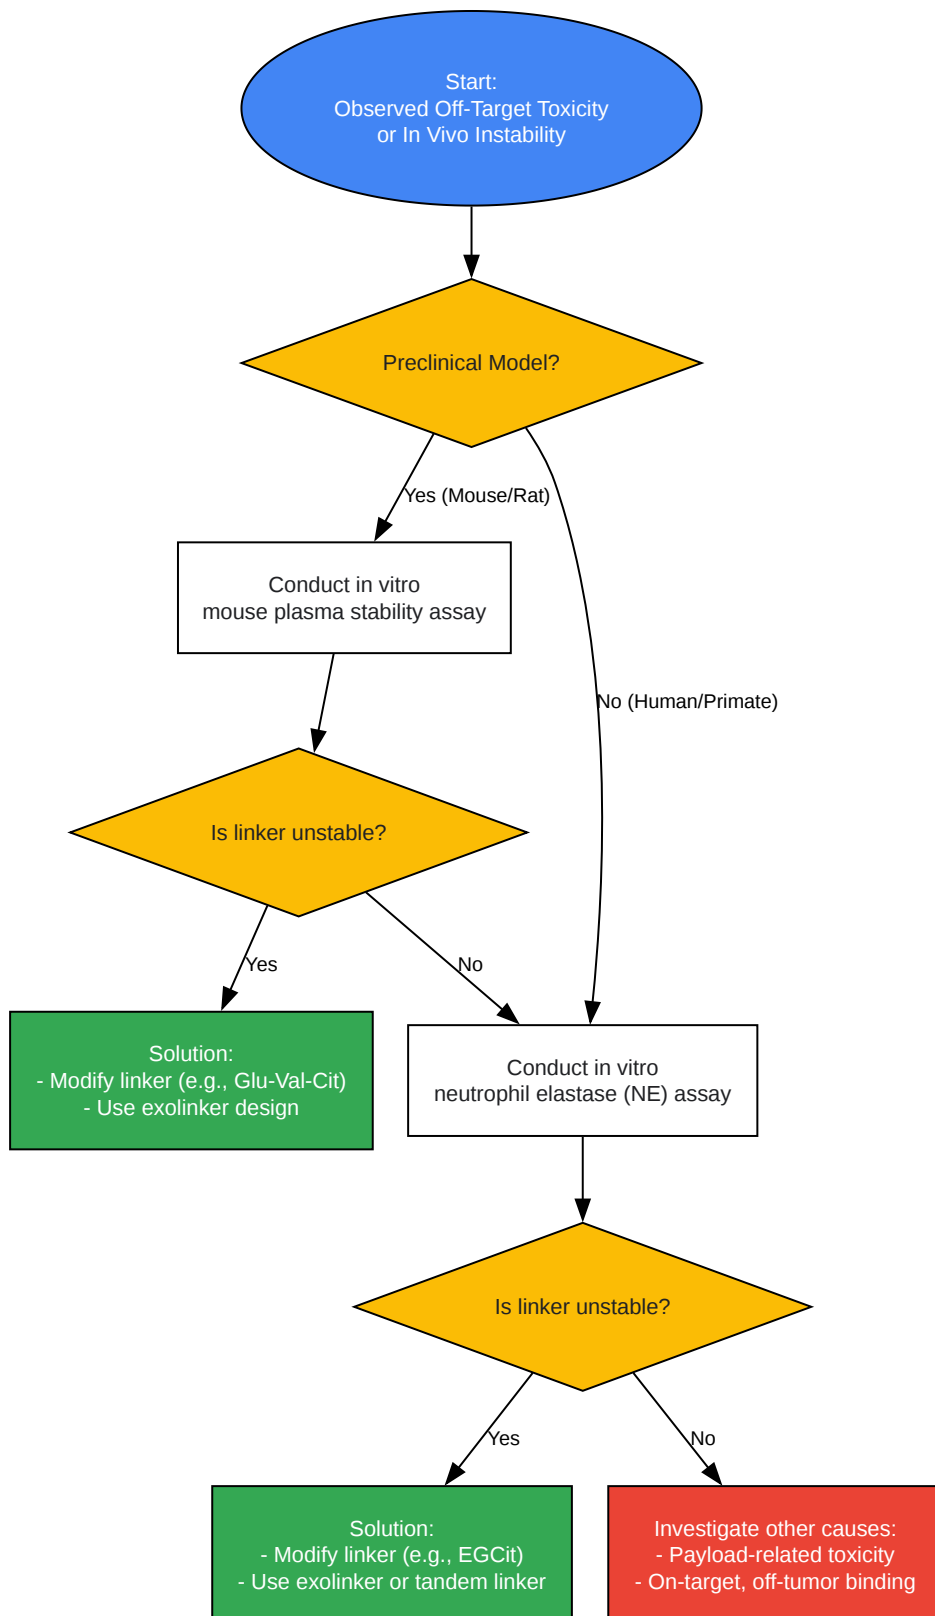 Start:
Observed Off-Target Toxicity
or In Vivo Instability
Preclinical Model?
Yes (Mouse/Rat)
Conduct in vitro
mouse plasma stability assay
No (Human/Primate)
Is linker unstable?
Yes
No
Solution:
- Modify linker (e.g., Glu-Val-Cit)
- Use exolinker design
Conduct in vitro
neutrophil elastase (NE) assay
Is linker unstable?
Yes
No
Solution:
- Modify linker (e.g., EGCit)
- Use exolinker or tandem linker
Investigate other causes:
- Payload-related toxicity
- On-target, off-tumor binding